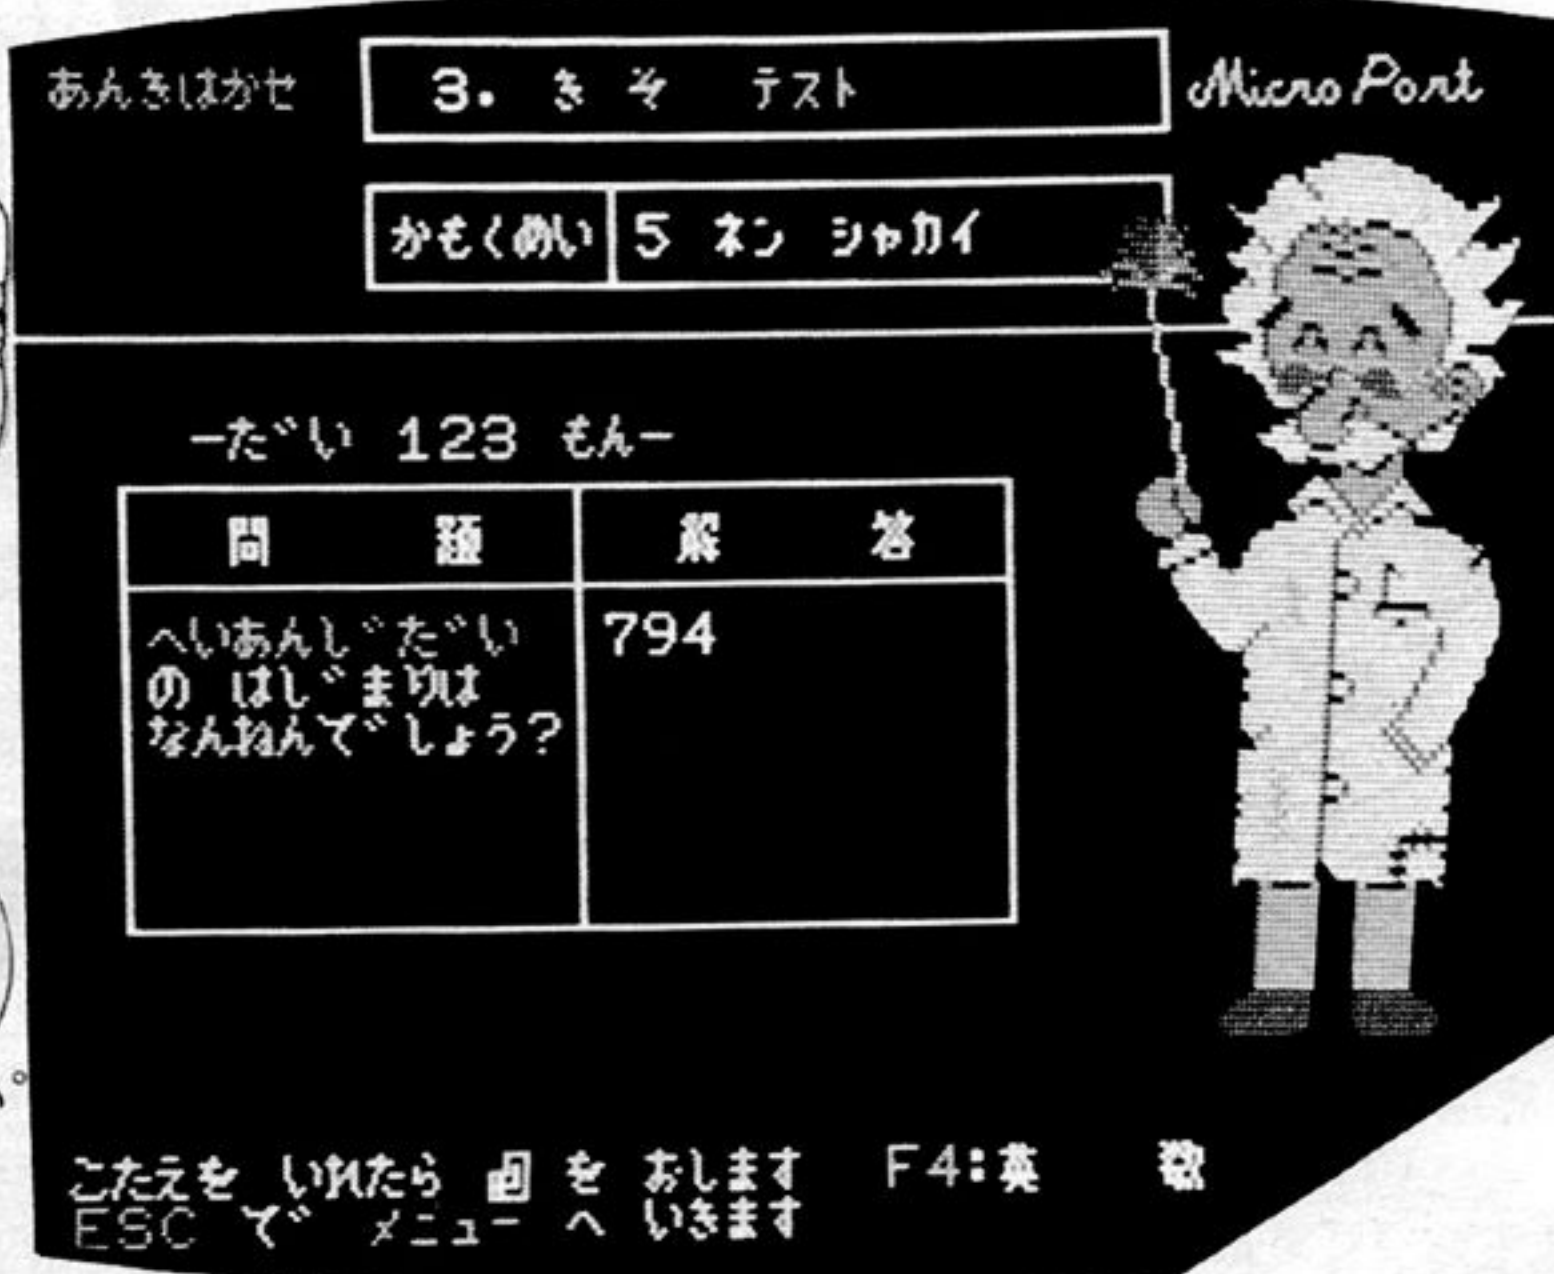 あんきはかせ
3. きそ テスト
Micro Port
かもくめい
5 ネン シャカイ
ーだい 123 もんー
問 題
解 答
へいあんじだい
の はじまりは
なんねんでしょう?
794
こたえを いれたら を おします
F4:英 数
ESC で メニュー へ いきます